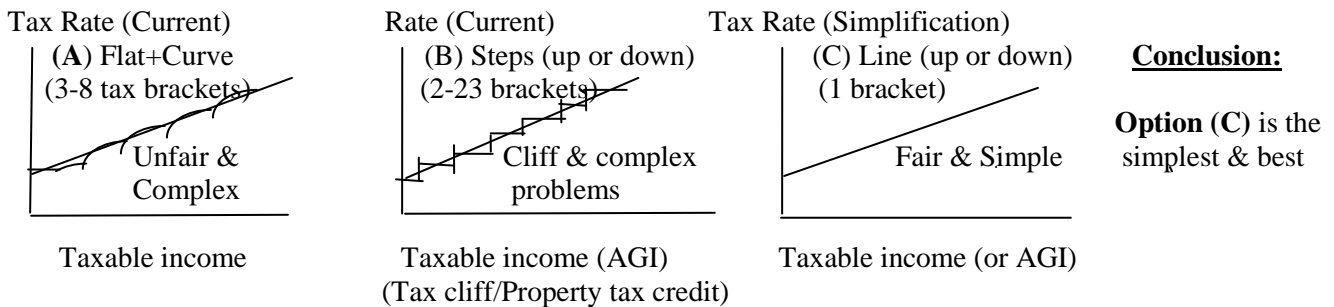 Tax Rate (Current)
(A) Flat+Curve
(3-8 tax brackets)
Unfair &
Complex
Taxable income
Rate (Current)
(B) Steps (up or down)
(2-23 brackets)
Cliff & complex
problems
Taxable income (AGI)
(Tax cliff/Property tax credit)
Tax Rate (Simplification)
(C) Line (up or down)
(1 bracket)
Fair & Simple
Taxable income (or AGI)
Conclusion:
Option (C) is the
simplest & best